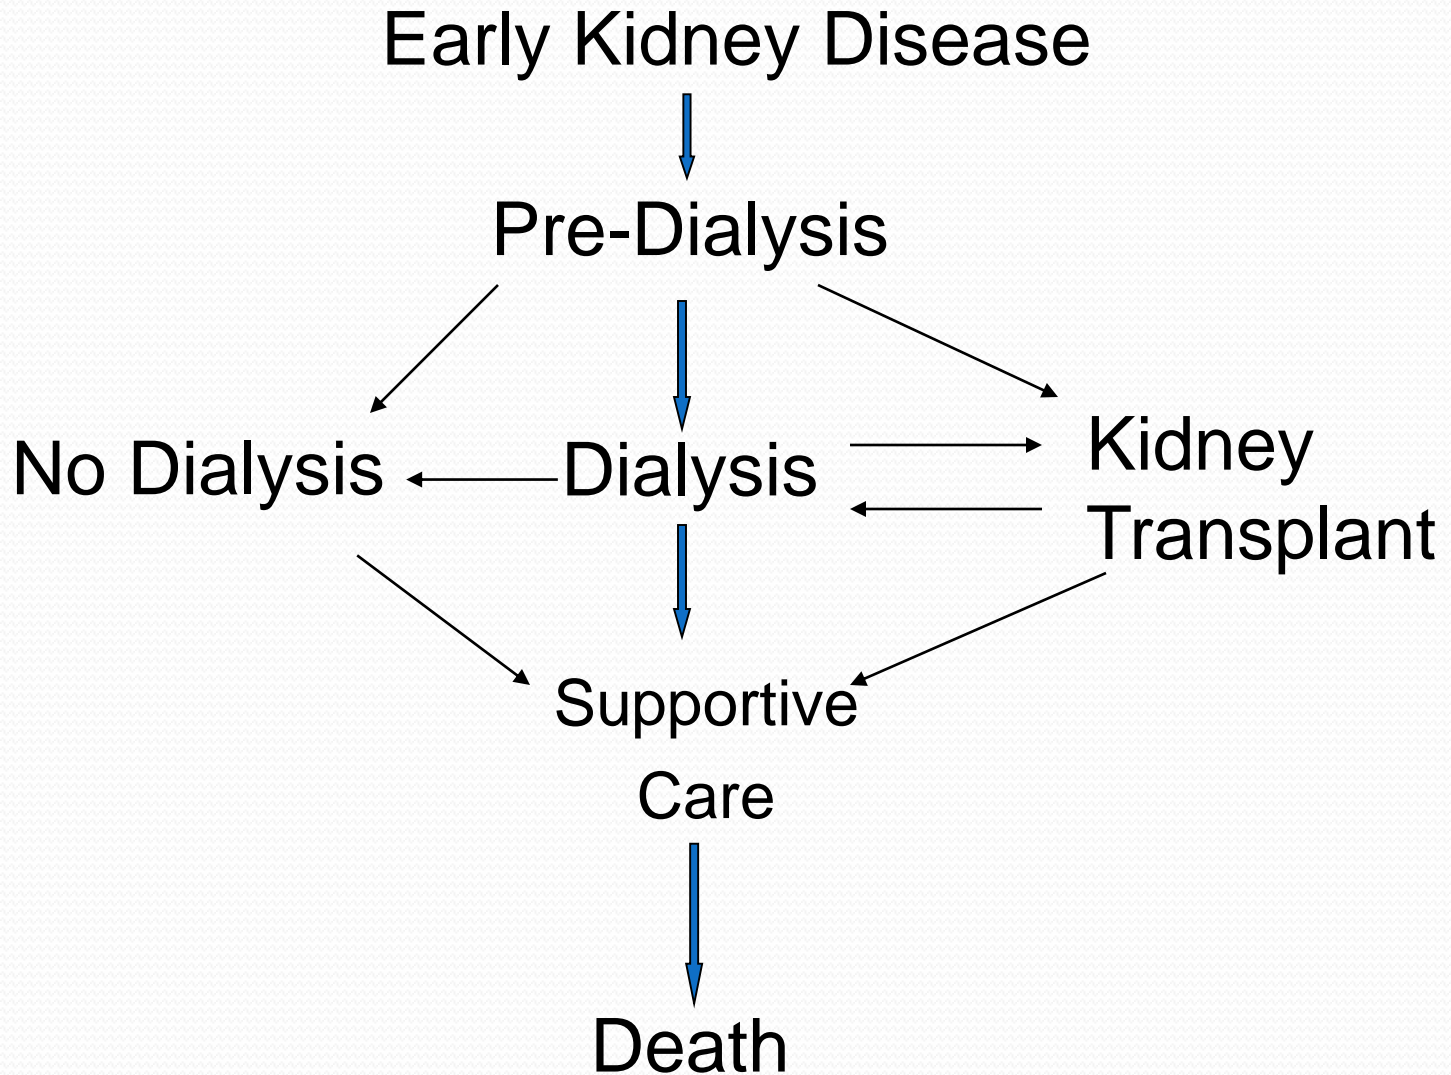 Early Kidney Disease
Pre-Dialysis
No Dialysis
Dialysis
Kidney
Transplant
Supportive
Care
Death